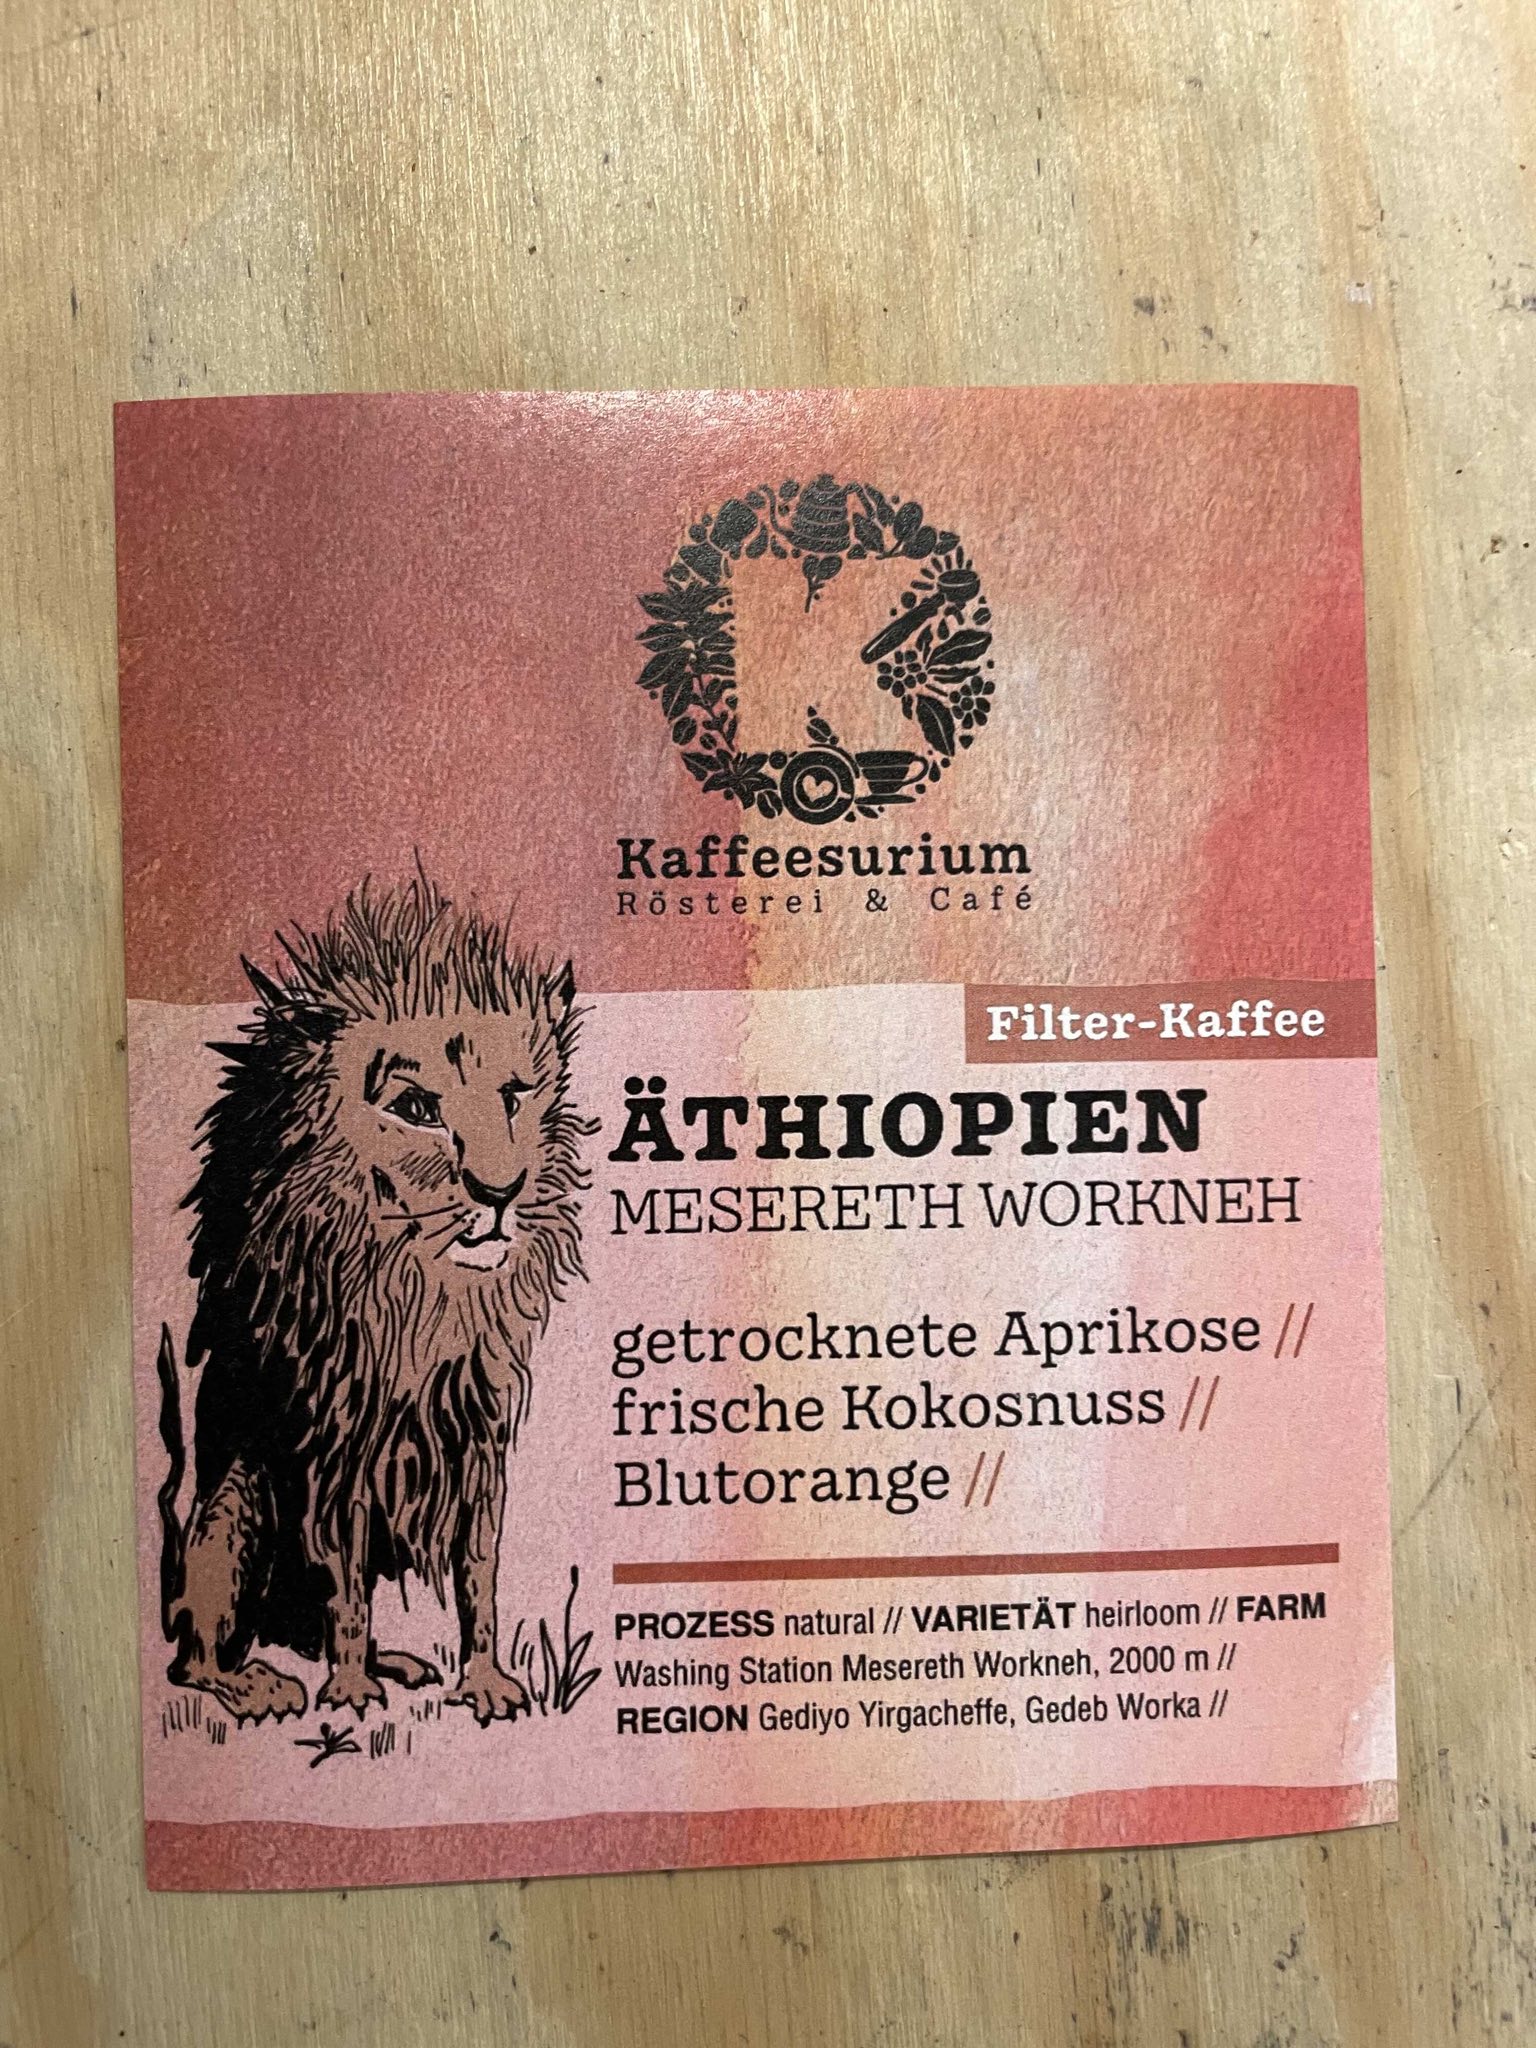 Kaffeesurium
Rösterei & Café
Filter-Kaffee
ÄTHIOPIEN
MESERETH WORKNEH
getrocknete Aprikose //
frische Kokosnuss //
Blutorange //
PROZESS natural // VARIETÄT heirloom // FARM
Washing Station Mesereth Workneh, 2000 m //
REGION Gediyo Yirgacheffe, Gedeb Worka //